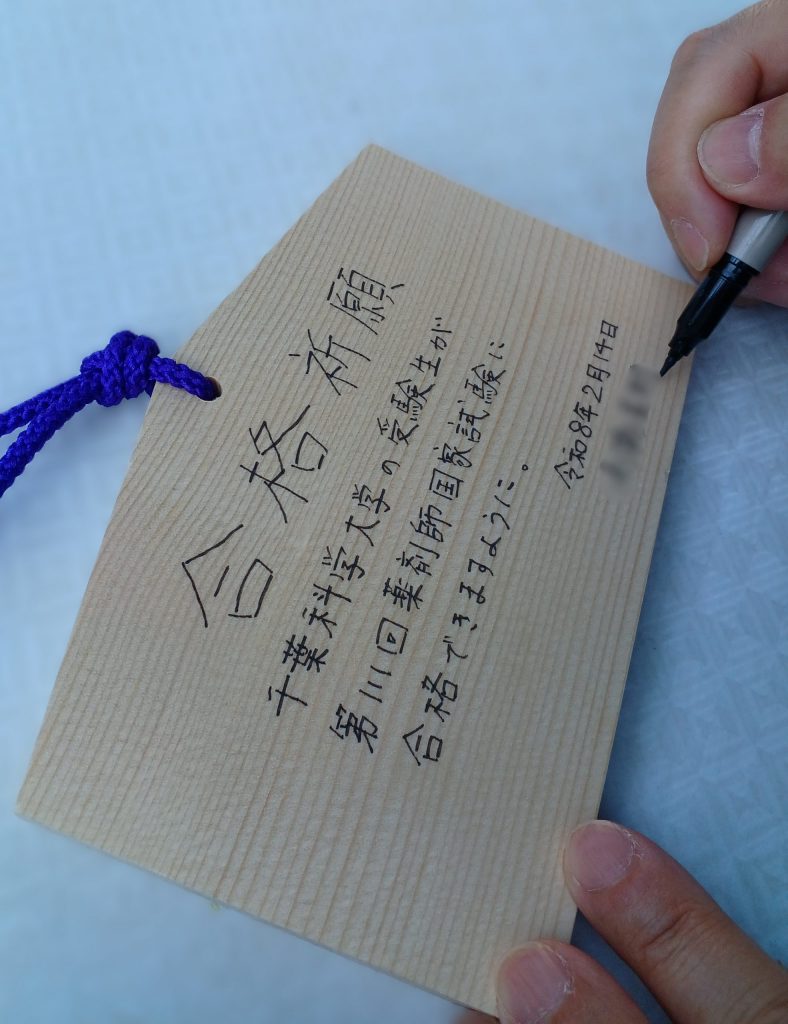 合格祈願
千葉科学大学の受験生が
第111回薬剤師国家試験に
合格できますように。
令和8年2月14日